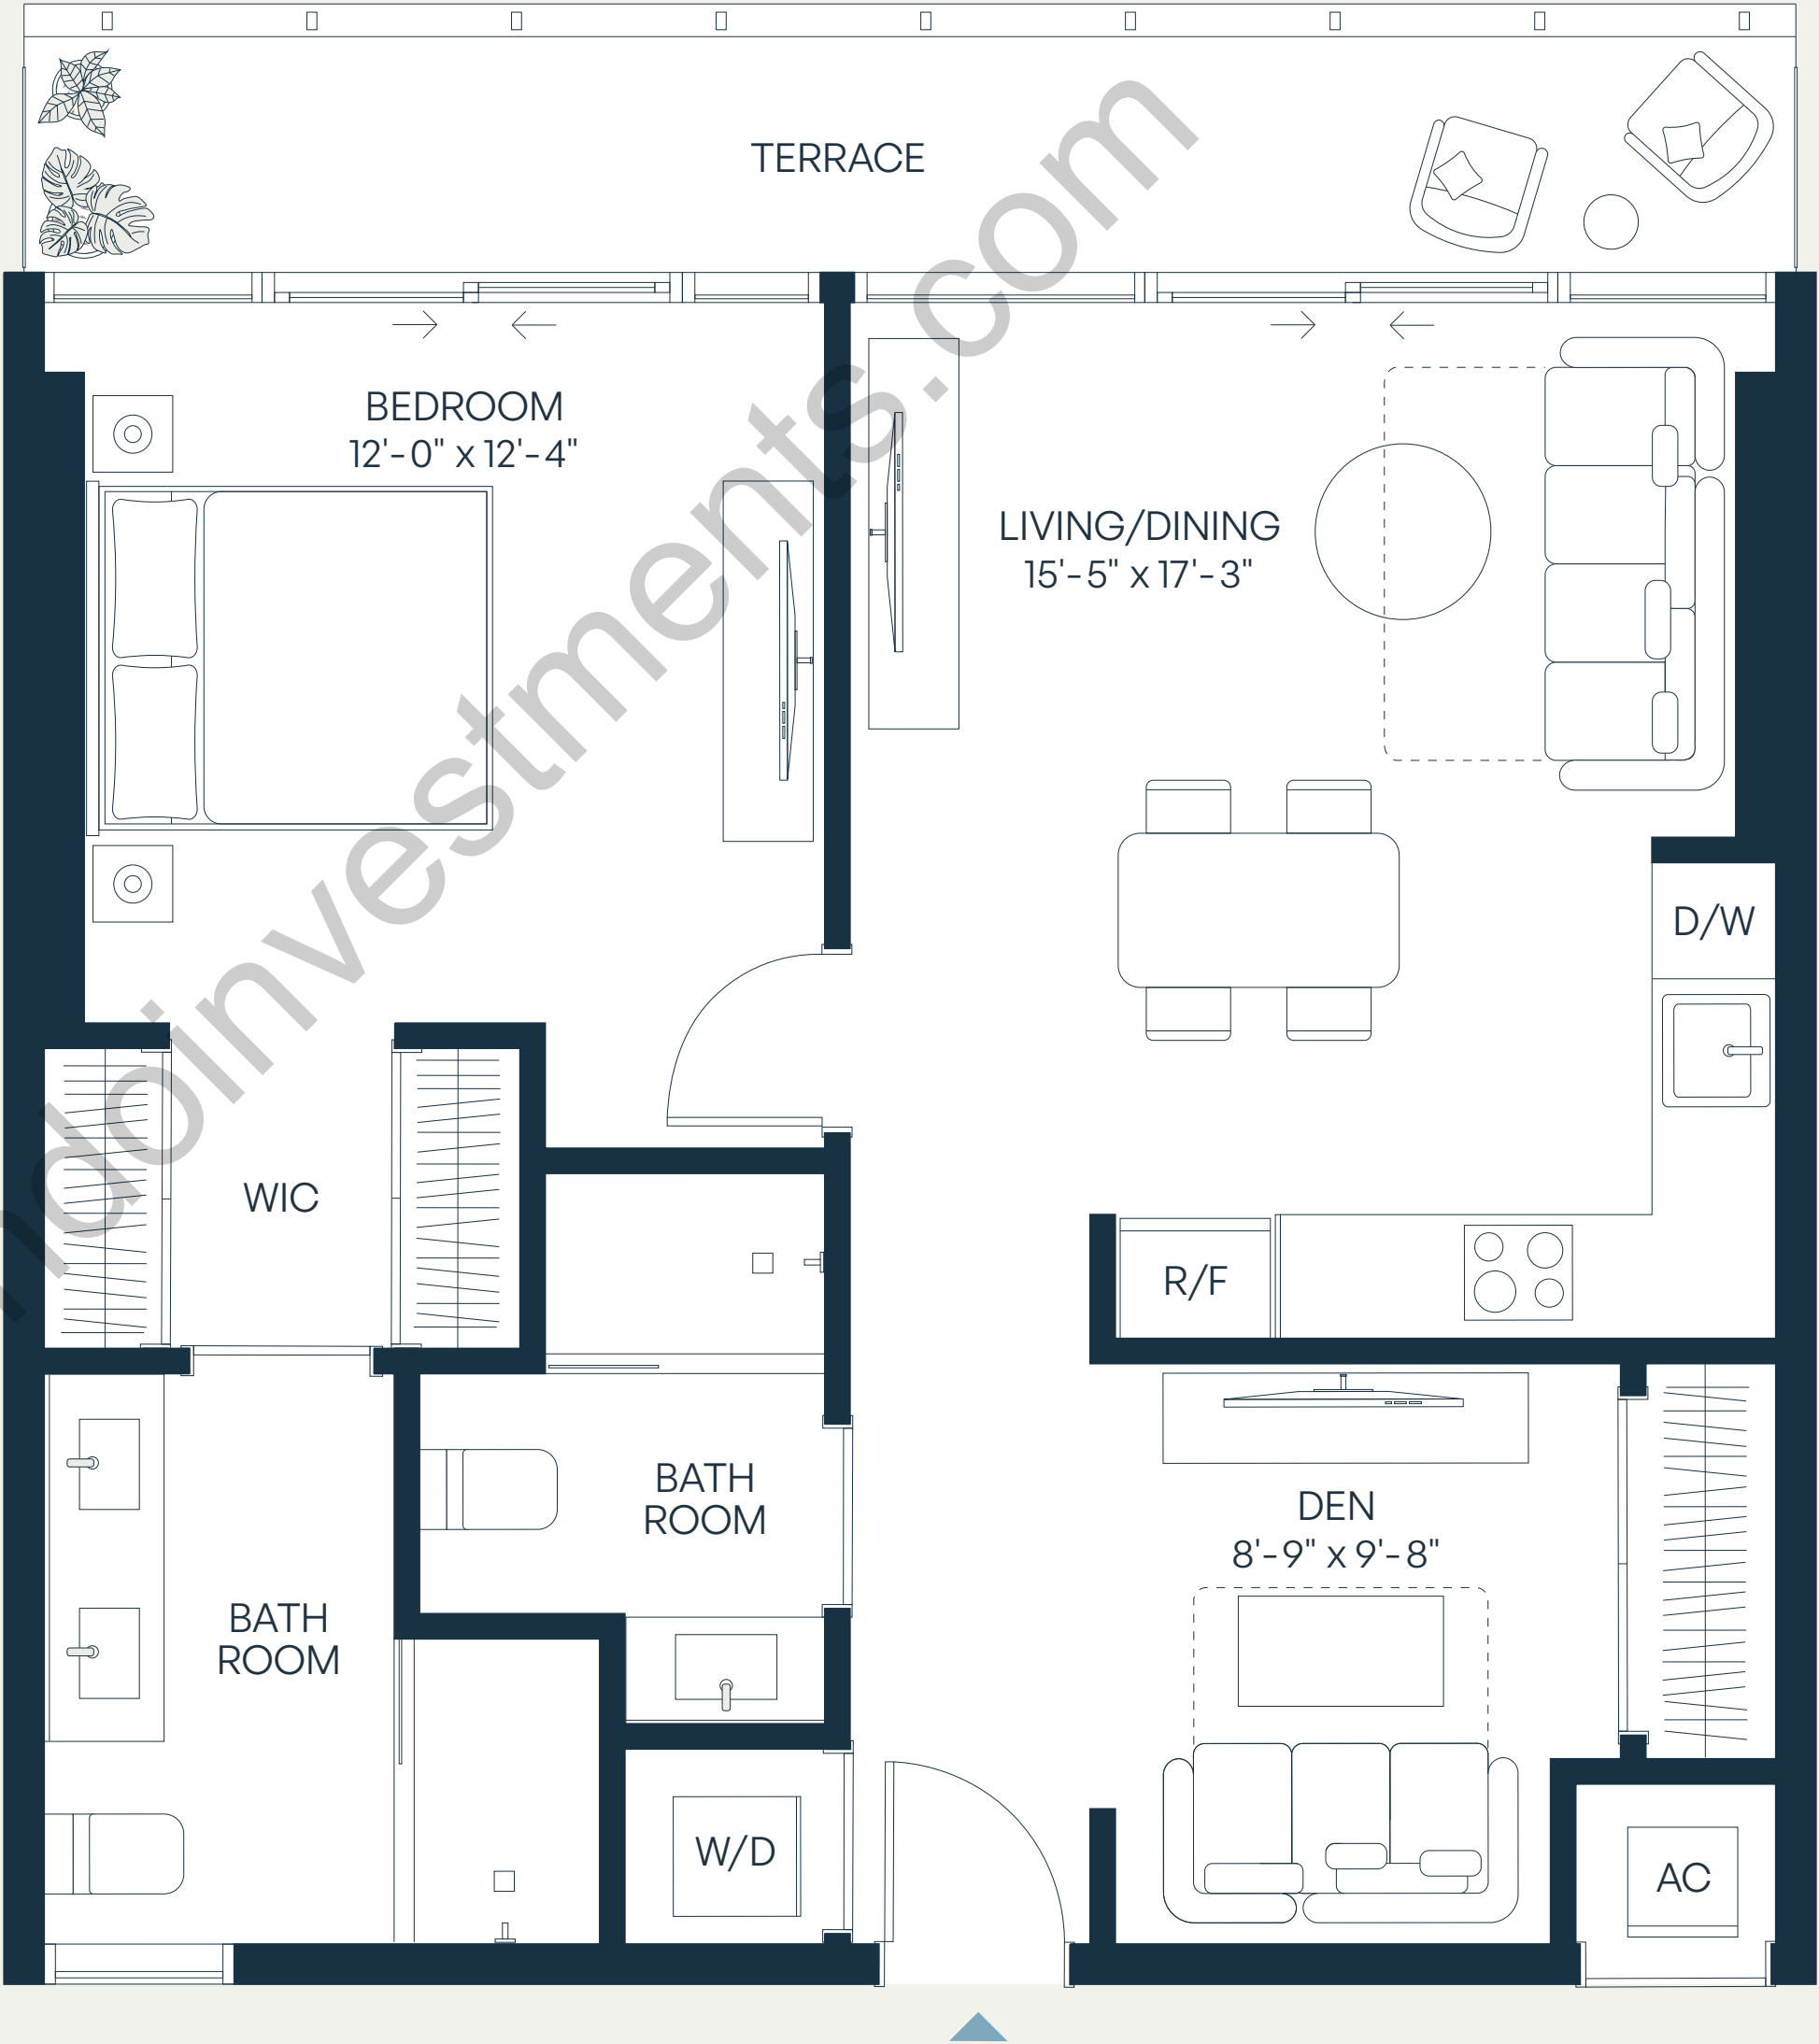 TERRACE
BEDROOM
12'-0" x 12'-4"
LIVING/DINING
15'-5" x 17'-3"
D/W
WIC
R/F
BATH
ROOM
DEN
8'-9" x 9'-8"
BATH
ROOM
W/D
AC
ndoinvestments.com